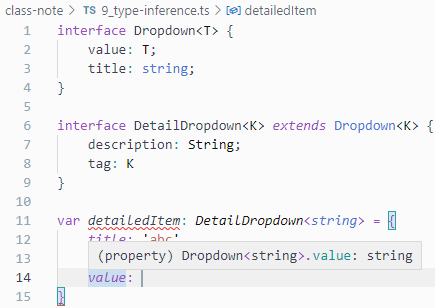 class-note > TS 9_type-inference.ts > detailedItem
1 interface Dropdown<T> {
2 value: T;
3 title: string;
4 }
5
6 interface DetailDropdown<K> extends Dropdown<K> {
7 description: String;
8 tag: K
9 }
10
11 var detailedItem: DetailDropdown<string> = {
12 title: 'abc'
13 (property) Dropdown<string>.value: string
14 value:
15 }